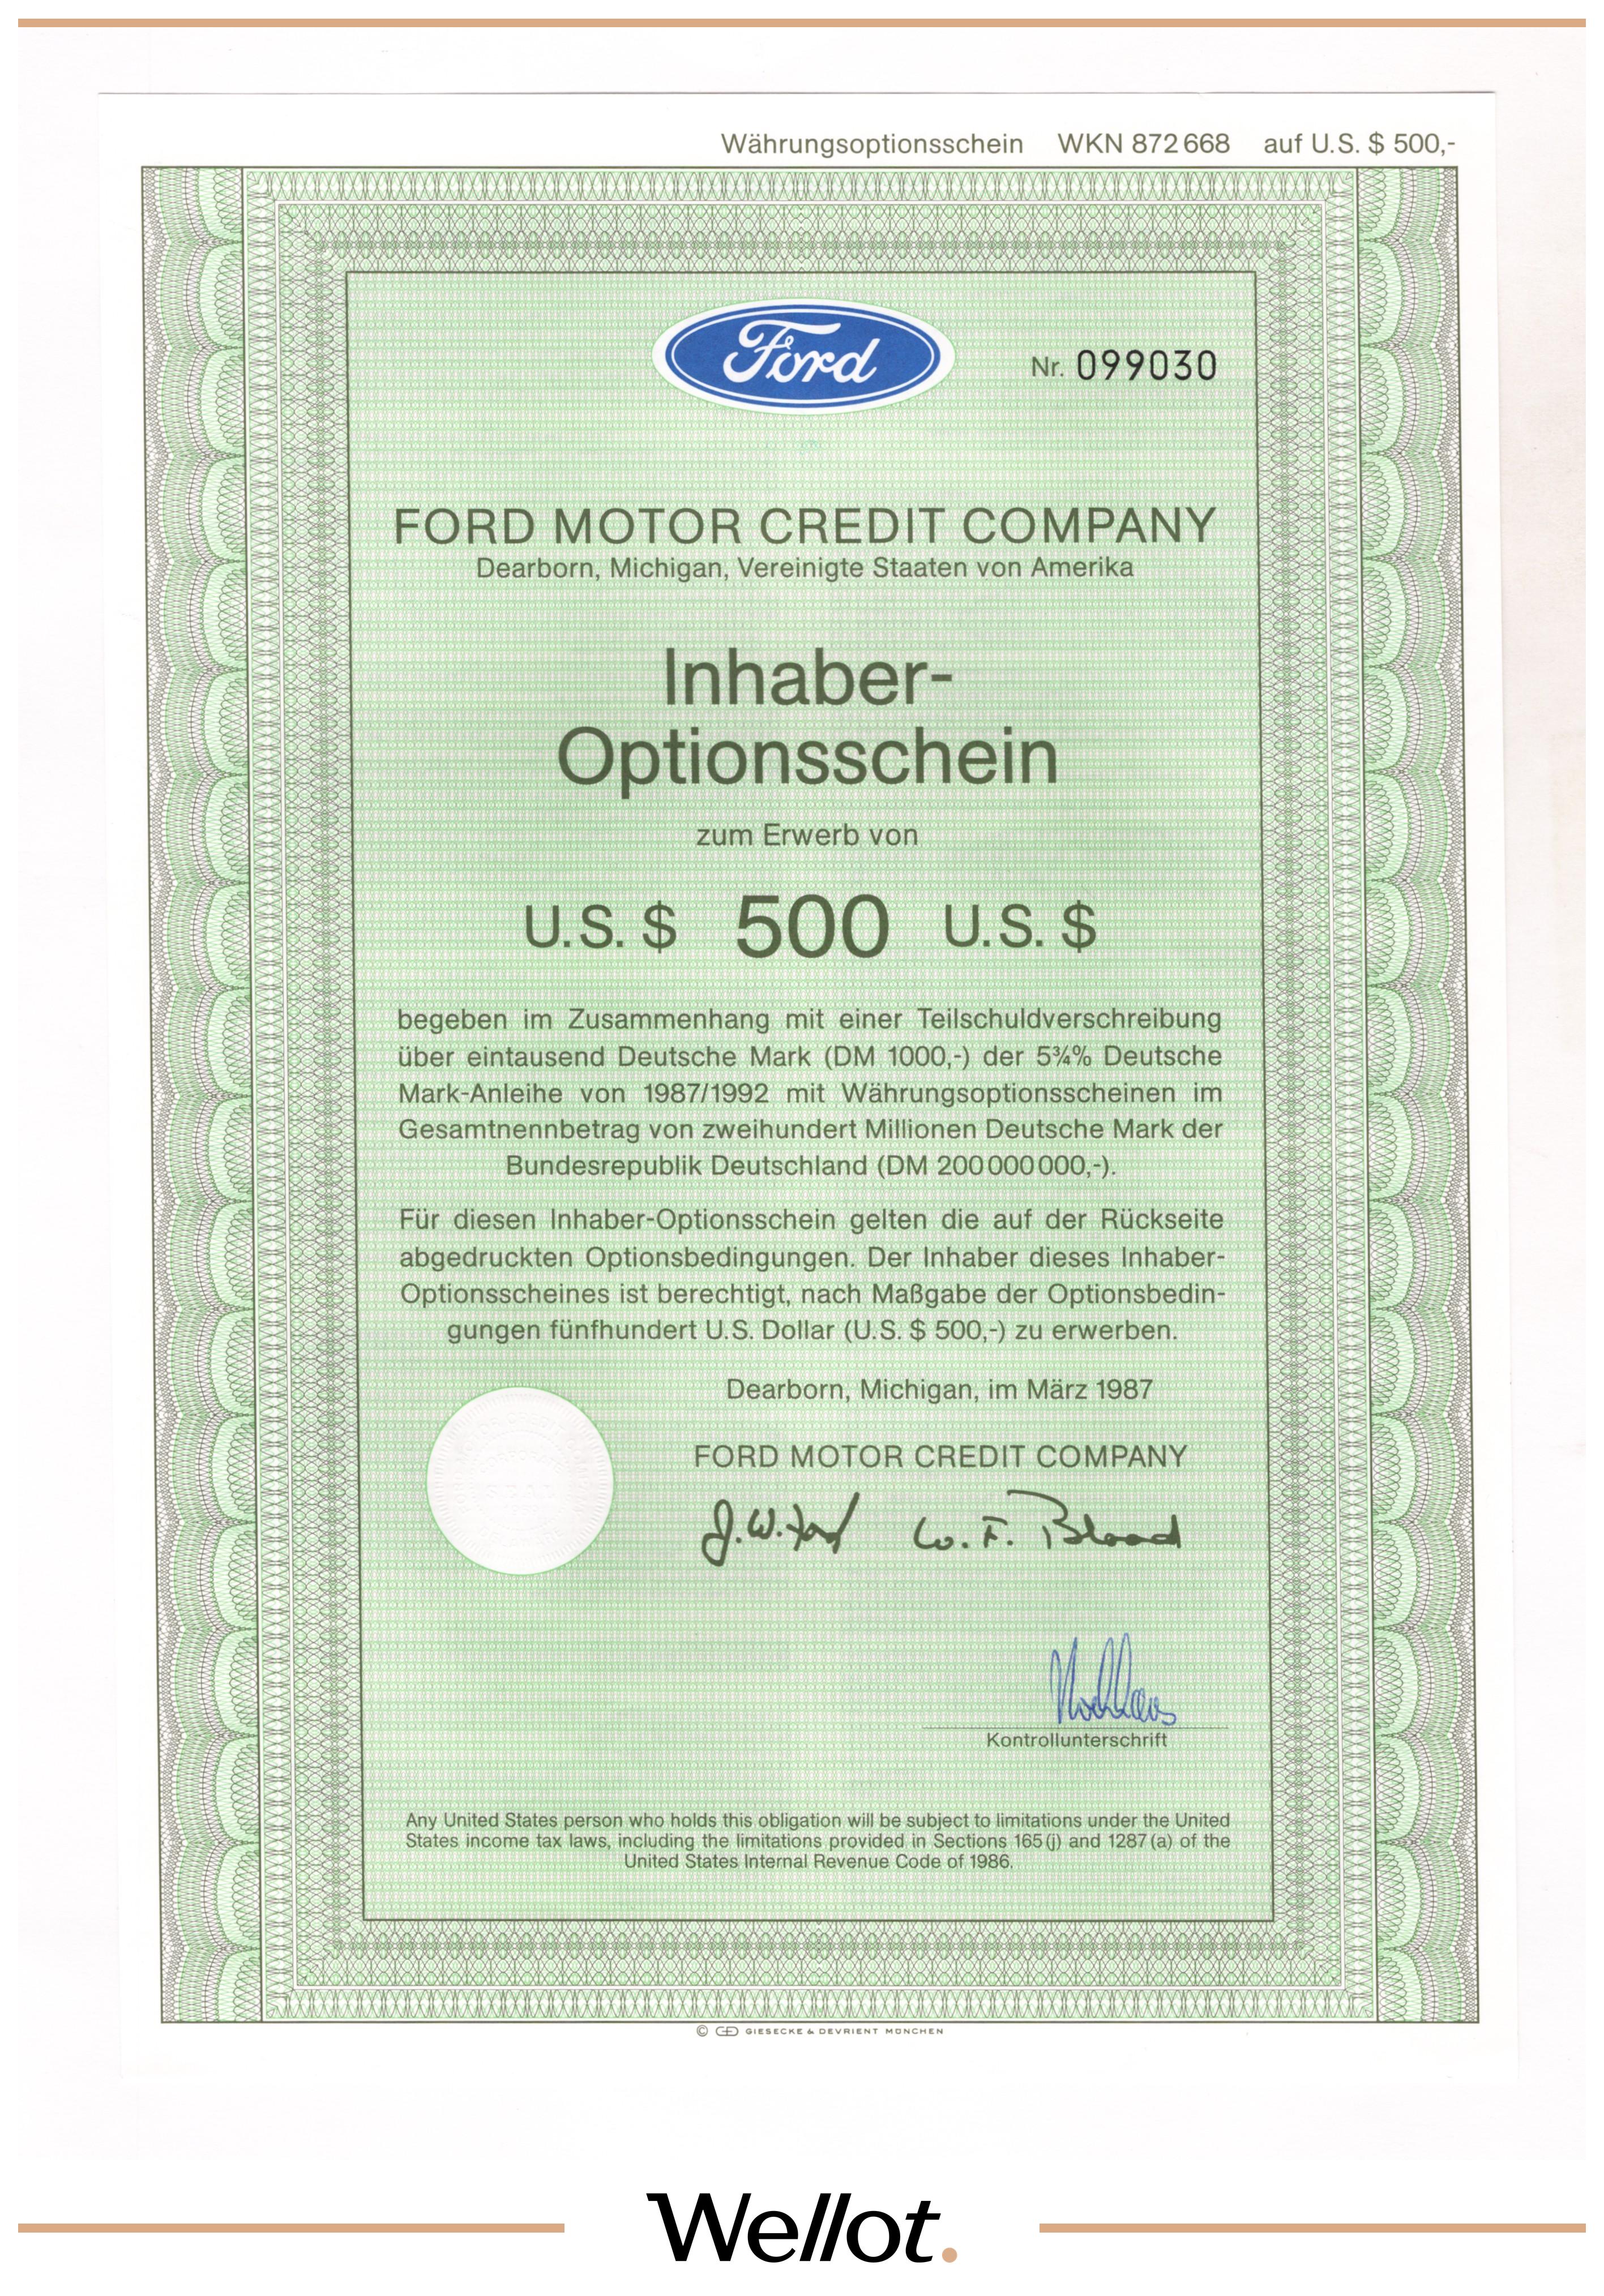 Währungsoptionsschein WKN 872 668 auf U.S. $ 500,-
Ford
Nr. 099030
FORD MOTOR CREDIT COMPANY
Dearborn, Michigan, Vereinigte Staaten von Amerika
Inhaber-
Optionsschein
zum Erwerb von
U.S. $ 500 U.S. $
begeben im Zusammenhang mit einer Teilschuldverschreibung
über eintausend Deutsche Mark (DM 1000,-) der 5¾% Deutsche
Mark-Anleihe von 1987/1992 mit Währungsoptionsscheinen im
Gesamtnennbetrag von zweihundert Millionen Deutsche Mark der
Bundesrepublik Deutschland (DM 200 000 000,-).
Für diesen Inhaber-Optionsschein gelten die auf der Rückseite
abgedruckten Optionsbedingungen. Der Inhaber dieses Inhaber-
Optionsscheines ist berechtigt, nach Maßgabe der Optionsbedin-
gungen fünfhundert U.S. Dollar (U.S. $ 500,-) zu erwerben.
Dearborn, Michigan, im März 1987
FORD MOTOR CREDIT COMPANY
J.W. Ford W. F. Blood
Kontrollunterschrift
Any United States person who holds this obligation will be subject to limitations under the United
States income tax laws, including the limitations provided in Sections 165 (j) and 1287 (a) of the
United States Internal Revenue Code of 1986.
© GIESECKE & DEVRIENT MÜNCHEN
Wellot.